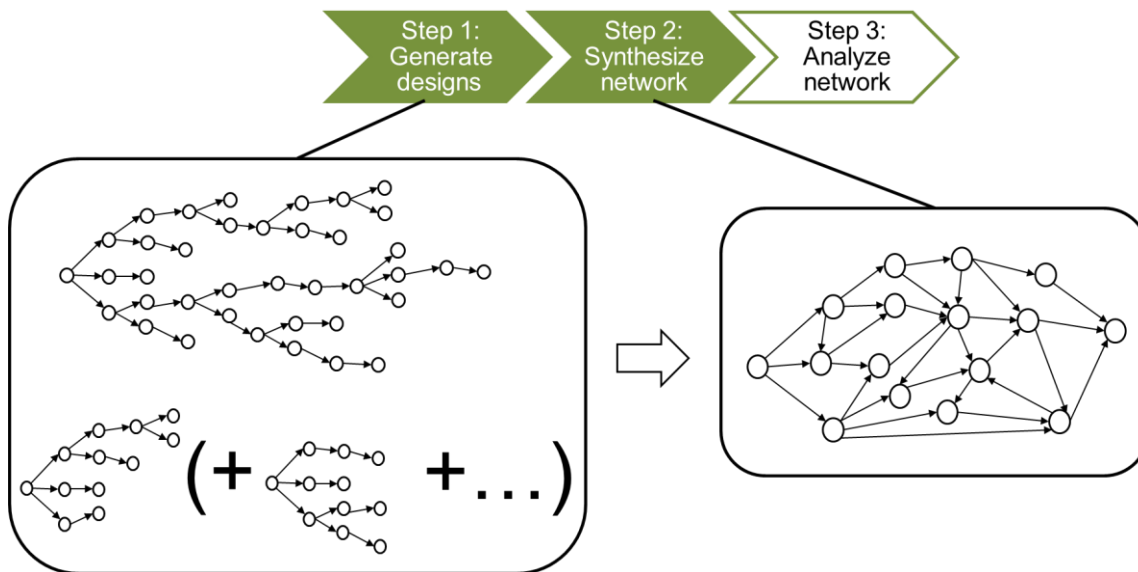 Step 1:
Generate
designs
Step 2:
Synthesize
network
Step 3:
Analyze
network
(+ +...)